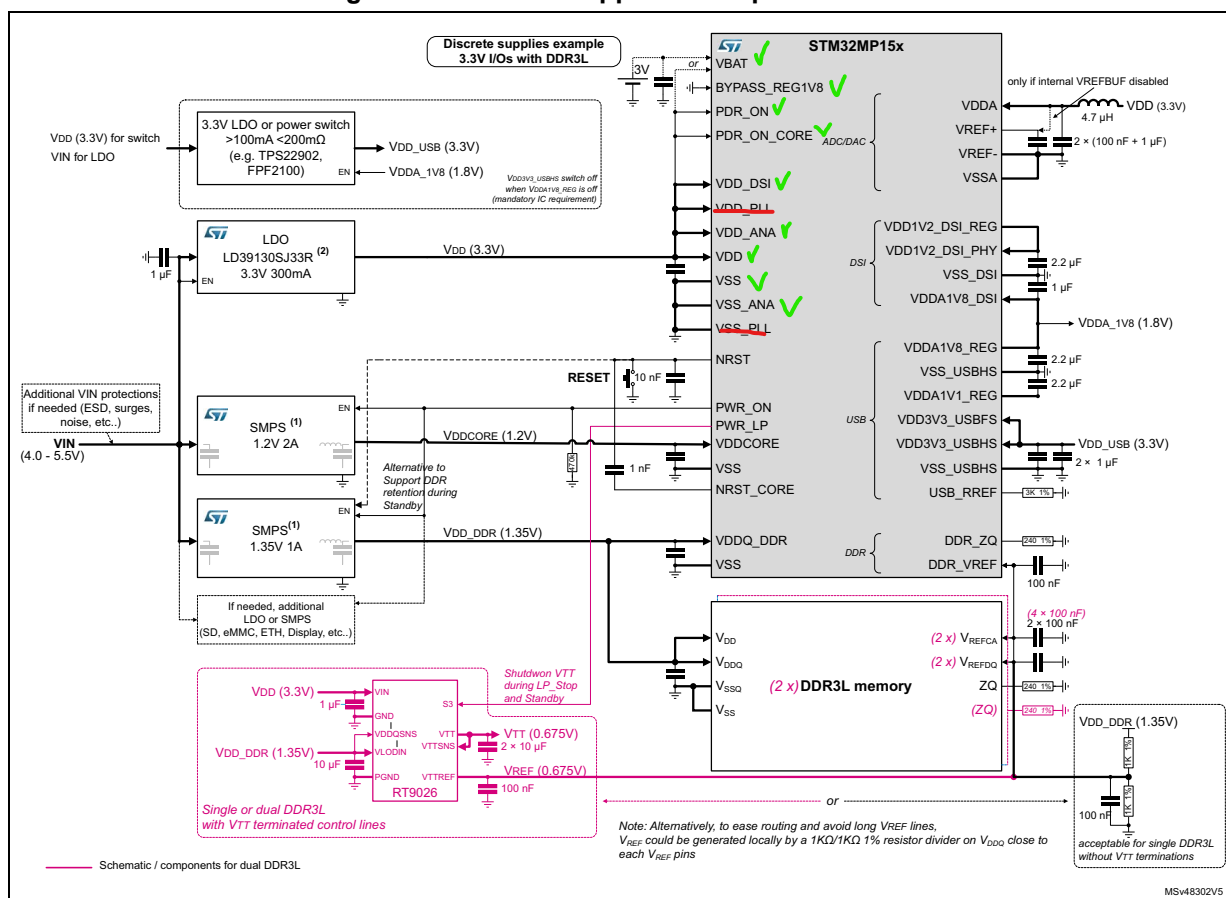 Discrete supplies example
3.3V I/Os with DDR3L
3.3V LDO or power switch
>100mA <200mΩ
(e.g. TPS22902,
FPF2100)
EN
VDD (3.3V) for switch
VIN for LDO
VDD_USB (3.3V)
VDDA_1V8 (1.8V)
VDD3V3_USBHS switch off
when VDDA1V8_REG is off
(mandatory IC requirement)
LDO
LD39130SJ33R (2)
3.3V 300mA
EN
1 µF
VDD (3.3V)
Additional VIN protections
if needed (ESD, surges,
noise, etc..)
VIN
(4.0 - 5.5V)
SMPS(1)
1.2V 2A
EN
VDDCORE (1.2V)
Alternative to
Support DDR
retention during
Standby
SMPS(1)
1.35V 1A
EN
VDD_DDR (1.35V)
If needed, additional
LDO or SMPS
(SD, eMMC, ETH, Display, etc..)
or
3V
RESET
10 nF
470k
1 nF
STM32MP15x
VBAT
BYPASS_REG1V8
PDR_ON
PDR_ON_CORE
VDD_DSI
VDD_PLL
VDD_ANA
VDD
VSS
VSS_ANA
VSS_PLL
NRST
PWR_ON
PWR_LP
VDDCORE
VSS
NRST_CORE
VDDQ_DDR
VSS
ADC/DAC
DSI
USB
DDR
VDDA
VREF+
VREF-
VSSA
VDD1V2_DSI_REG
VDD1V2_DSI_PHY
VSS_DSI
VDDA1V8_DSI
VDDA1V8_REG
VSS_USBHS
VDDA1V1_REG
VDD3V3_USBFS
VDD3V3_USBHS
VSS_USBHS
USB_RREF
DDR_ZQ
DDR_VREF
only if internal VREFBUF disabled
VDD (3.3V)
4.7 µH
2 × (100 nF + 1 µF)
2.2 µF
1 µF
VDDA_1V8 (1.8V)
2.2 µF
2.2 µF
VDD_USB (3.3V)
2 × 1 µF
3K 1%
240 1%
100 nF
VDD
VDDQ
VSSQ
VSS
(2 x) DDR3L memory
(2 x) VREFCA
(2 x) VREFDQ
ZQ
(ZQ)
(4 × 100 nF)
2 × 100 nF
240 1%
240 1%
VDD_DDR (1.35V)
1K 1%
1K 1%
100 nF
acceptable for single DDR3L
without VTT terminations
Shutdwon VTT
during LP_Stop
and Standby
VDD (3.3V)
1 µF
VDD_DDR (1.35V)
10 µF
VIN
GND
VDDQSNS
VLODIN
PGND
S3
VTT
VTTSNS
VTTREF
RT9026
VTT (0.675V)
2 × 10 µF
VREF (0.675V)
100 nF
Single or dual DDR3L
with VTT terminated control lines
or
Note: Alternatively, to ease routing and avoid long VREF lines,
VREF could be generated locally by a 1KΩ/1KΩ 1% resistor divider on VDDQ close to
each VREF pins
Schematic / components for dual DDR3L
MSv48302V5